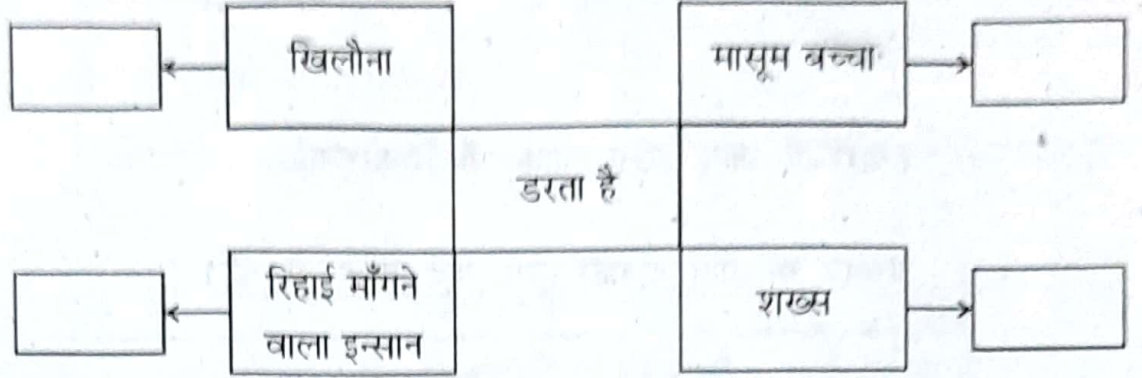 खिलौना
मासूम बच्चा
डरता है
रिहाई माँगने
वाला इन्सान
शख्स